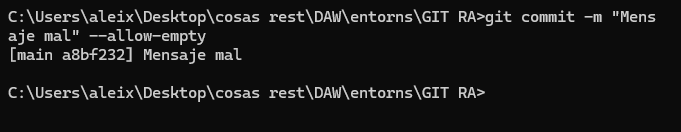 C:\Users\aleix\Desktop\cosas rest\DAW\entorns\GIT RA>git commit -m "Mens
aje mal" --allow-empty
[main a8bf232] Mensaje mal
C:\Users\aleix\Desktop\cosas rest\DAW\entorns\GIT RA>